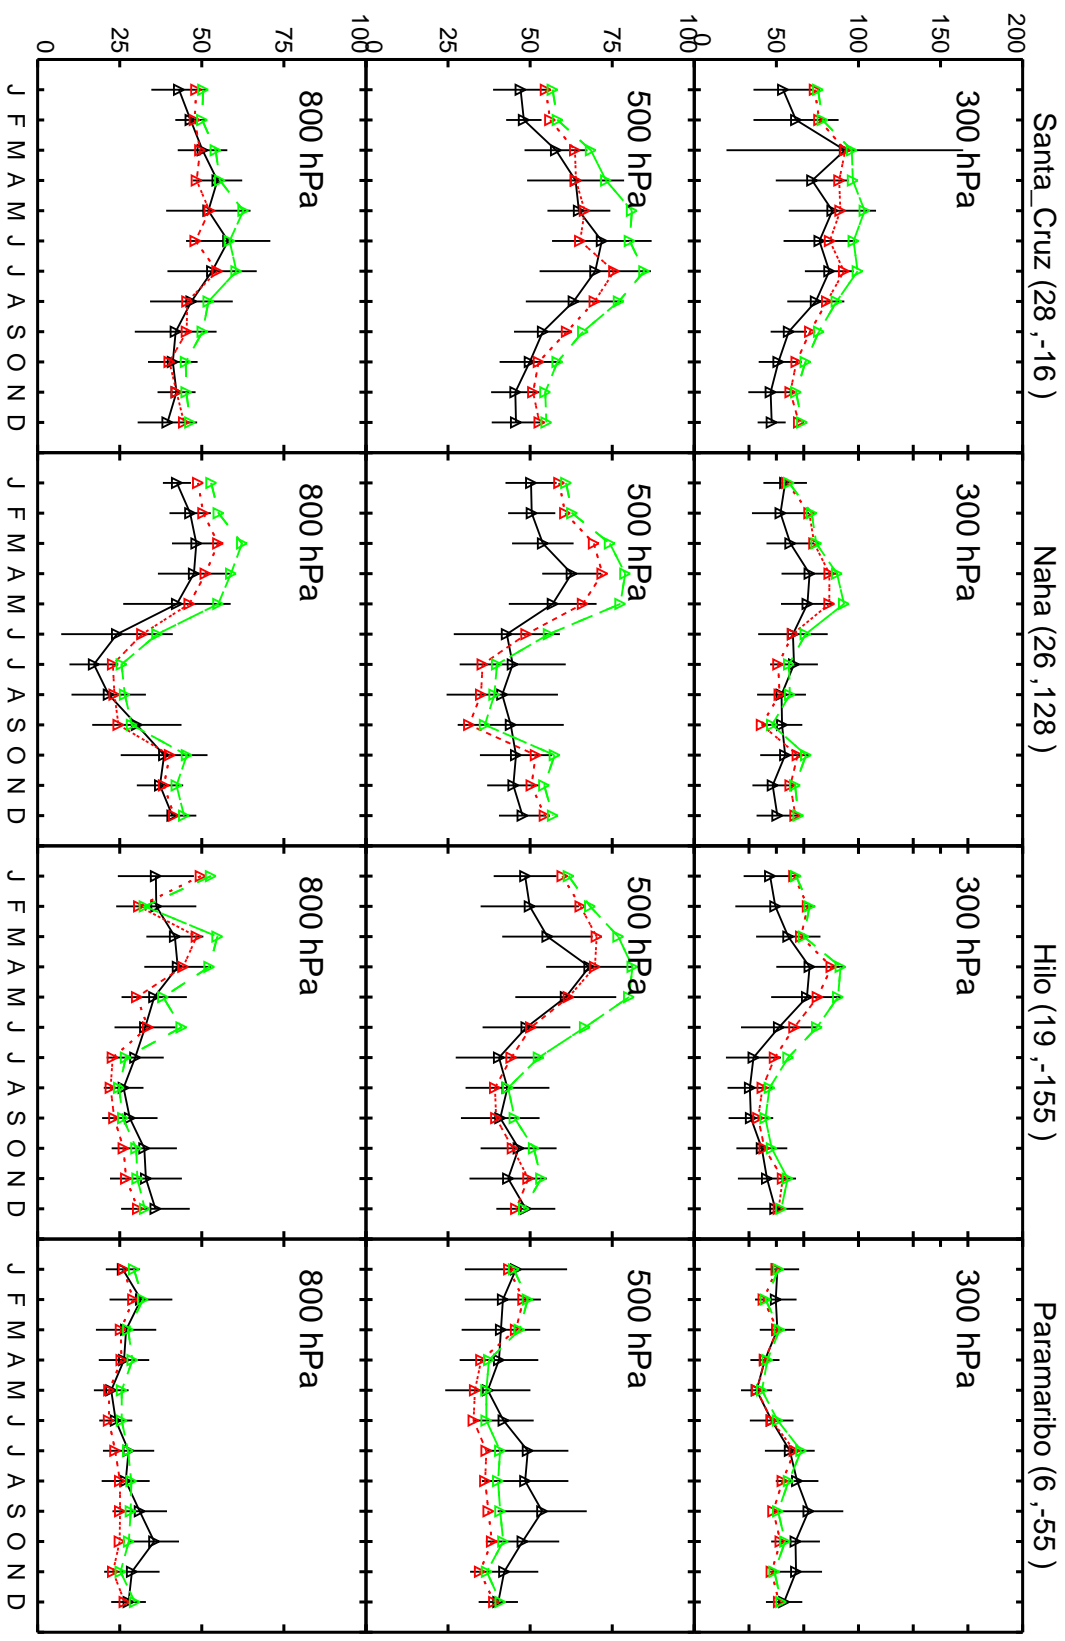 Santa_Cruz (28 ,-16 )
Naha (26 ,128 )
Hilo (19 ,-155 )
Paramaribo (6 ,-55 )
200
150
100
50
0
300 hPa
300 hPa
300 hPa
300 hPa
100
75
50
25
0
500 hPa
500 hPa
500 hPa
500 hPa
100
75
50
25
0
800 hPa
800 hPa
800 hPa
800 hPa
J F M A M J J A S O N D
J F M A M J J A S O N D
J F M A M J J A S O N D
J F M A M J J A S O N D